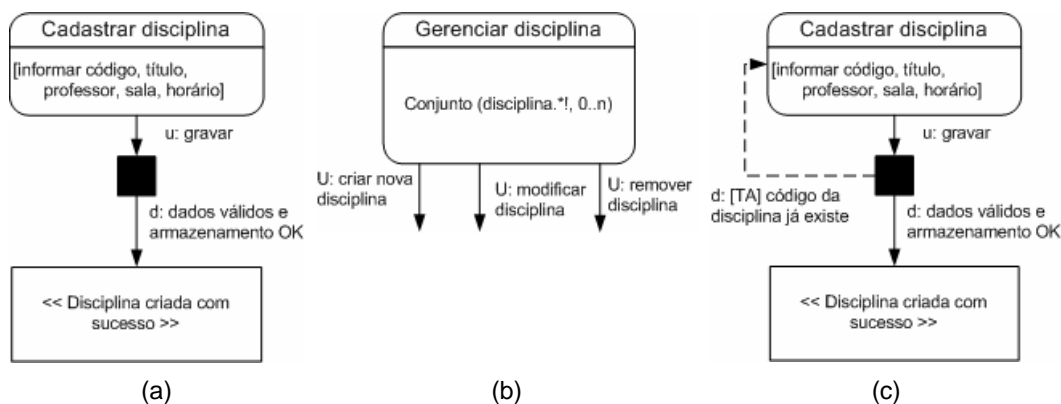 Cadastrar disciplina
[informar código, título,
professor, sala, horário]
u: gravar
d: dados válidos e
armazenamento OK
<< Disciplina criada com
sucesso >>
(a)
Gerenciar disciplina
Conjunto (disciplina.*!, 0..n)
U: criar nova
disciplina
U: modificar
disciplina
U: remover
disciplina
(b)
Cadastrar disciplina
[informar código, título,
professor, sala, horário]
u: gravar
d: [TA] código da
disciplina já existe
d: dados válidos e
armazenamento OK
<< Disciplina criada com
sucesso >>
(c)